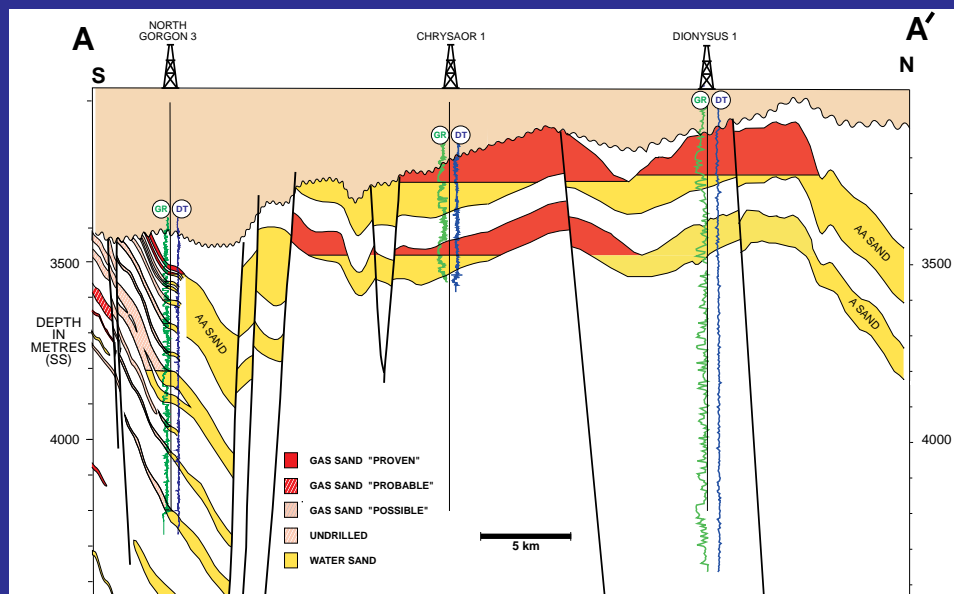 A
NORTH
GORGON 3
CHRYSAOR 1
DIONYSUS 1
A′
S
N
GR DT
GR DT
GR DT
3500
3500
DEPTH
IN
METRES
(SS)
AA SAND
AA SAND
A SAND
4000
4000
GAS SAND "PROVEN"
GAS SAND "PROBABLE"
GAS SAND "POSSIBLE"
UNDRILLED
WATER SAND
5 km